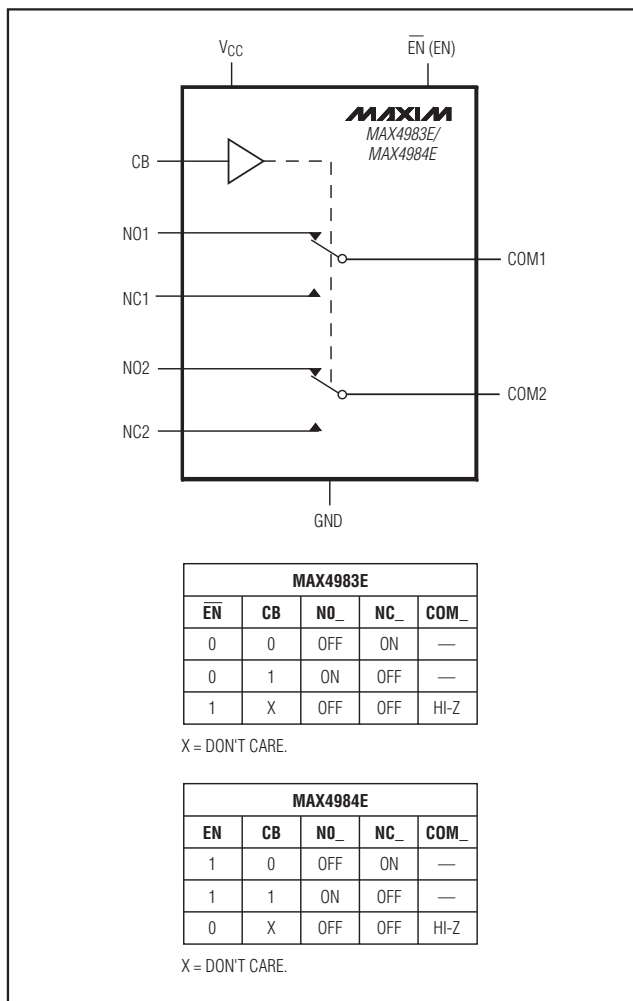 VCC
E̅N̅ (EN)
MAXIM
MAX4983E/
MAX4984E
CB
NO1
COM1
NC1
NO2
COM2
NC2
GND
MAX4983E
E̅N̅ CB NO_ NC_ COM_
0 0 OFF ON —
0 1 ON OFF —
1 X OFF OFF HI-Z
X = DON'T CARE.
MAX4984E
EN CB NO_ NC_ COM_
1 0 OFF ON —
1 1 ON OFF —
0 X OFF OFF HI-Z
X = DON'T CARE.